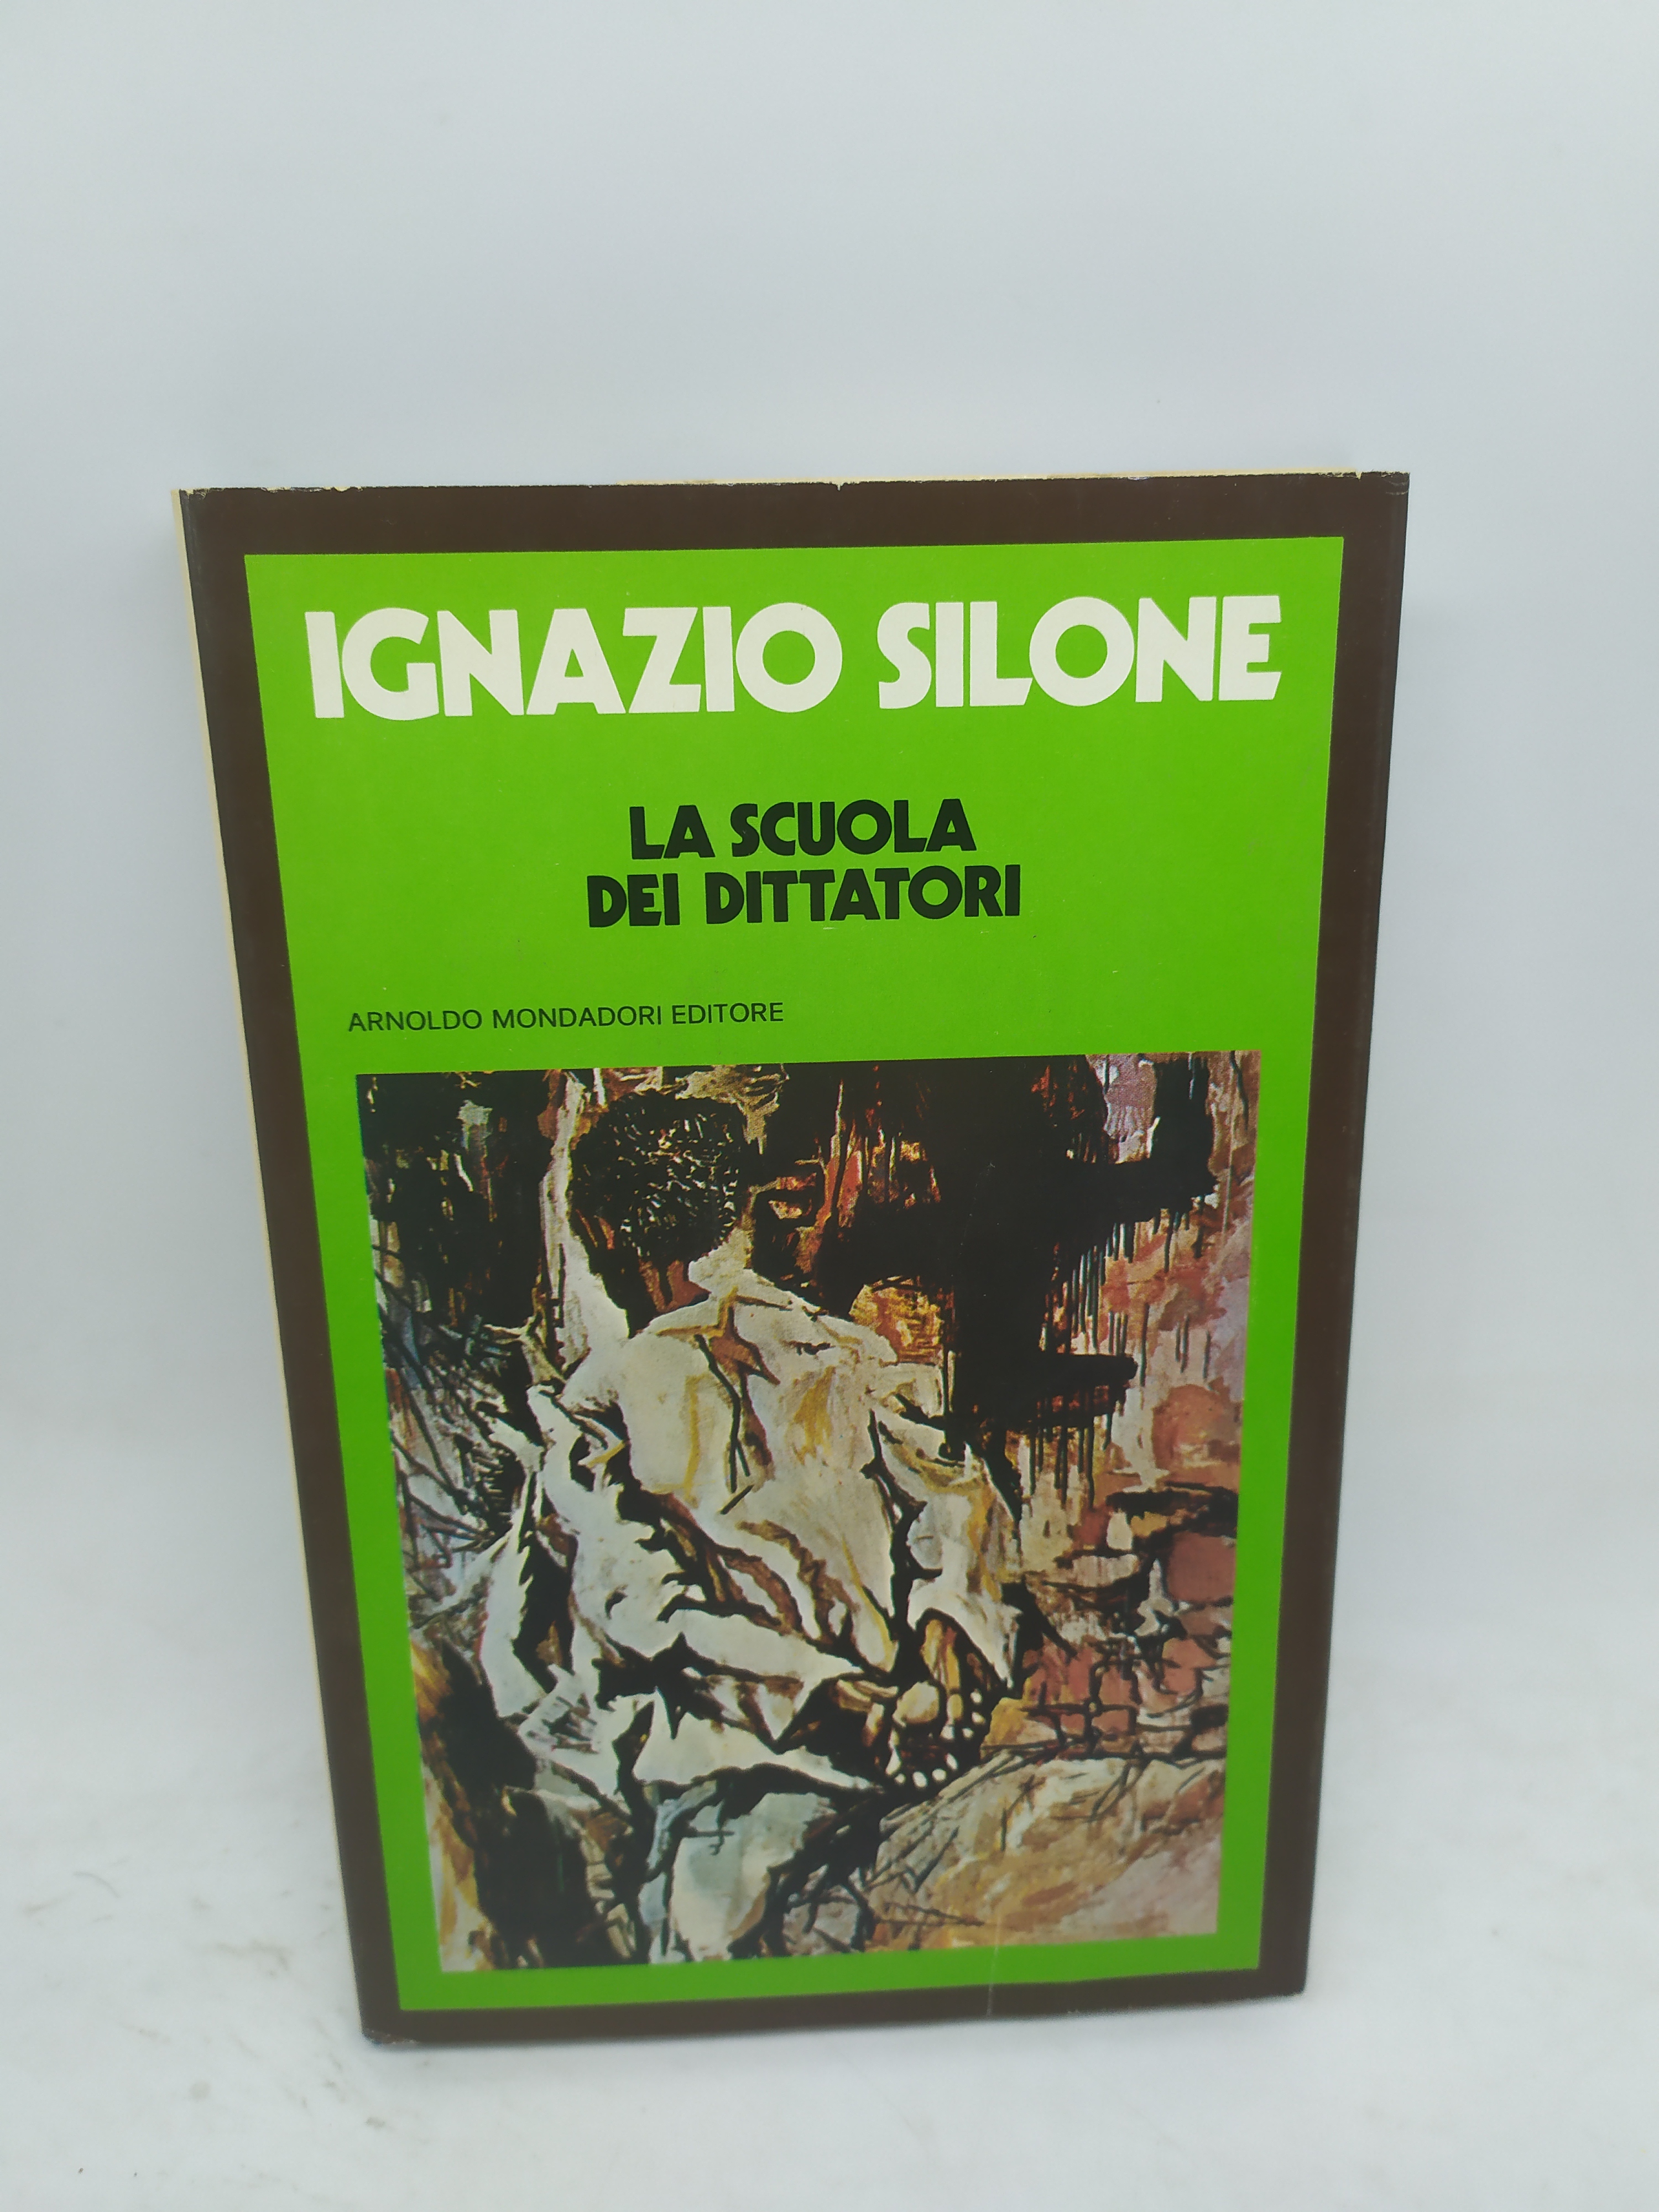 IGNAZIO SILONE
LA SCUOLA
DEI DITTATORI
ARNOLDO MONDADORI EDITORE